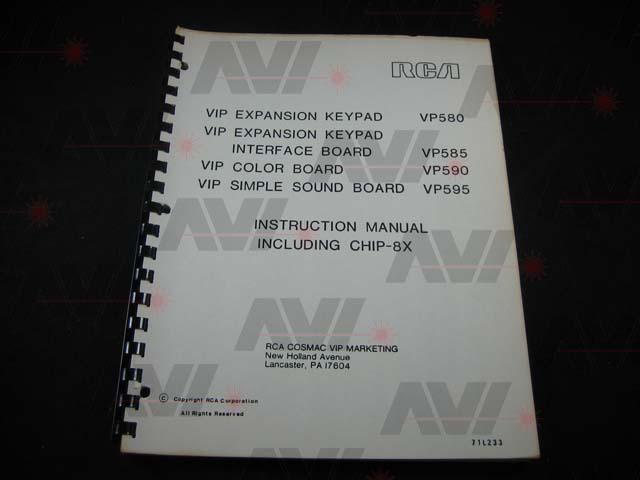 RCA
VIP EXPANSION KEYPAD VP580
VIP EXPANSION KEYPAD
INTERFACE BOARD VP585
VIP COLOR BOARD VP590
VIP SIMPLE SOUND BOARD VP595
INSTRUCTION MANUAL
INCLUDING CHIP-8X
RCA COSMAC VIP MARKETING
New Holland Avenue
Lancaster, PA 17604
© Copyright RCA Corporation
All Rights Reserved
71L233
AVI